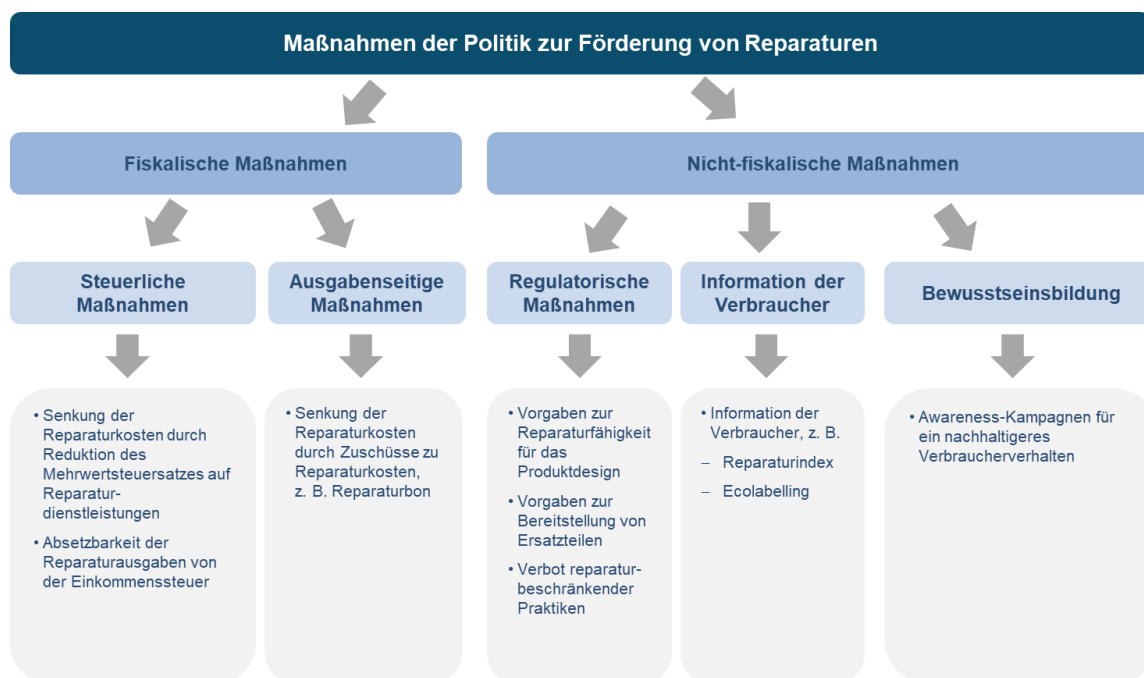 Maßnahmen der Politik zur Förderung von Reparaturen
Fiskalische Maßnahmen
Nicht-fiskalische Maßnahmen
Steuerliche
Maßnahmen
Ausgabenseitige
Maßnahmen
Regulatorische
Maßnahmen
Information der
Verbraucher
Bewusstseinsbildung
• Senkung der
Reparaturkosten durch
Reduktion des
Mehrwertsteuersatzes auf
Reparatur-
dienstleistungen
• Absetzbarkeit der
Reparaturausgaben von
der Einkommenssteuer
• Senkung der
Reparaturkosten
durch Zuschüsse zu
Reparaturkosten,
z. B. Reparaturbon
• Vorgaben zur
Reparaturfähigkeit
für das
Produktdesign
• Vorgaben zur
Bereitstellung von
Ersatzteilen
• Verbot reparatur-
beschränkender
Praktiken
• Information der
Verbraucher, z. B.
– Reparaturindex
– Ecolabelling
• Awareness-Kampagnen für
ein nachhaltigeres
Verbraucherverhalten